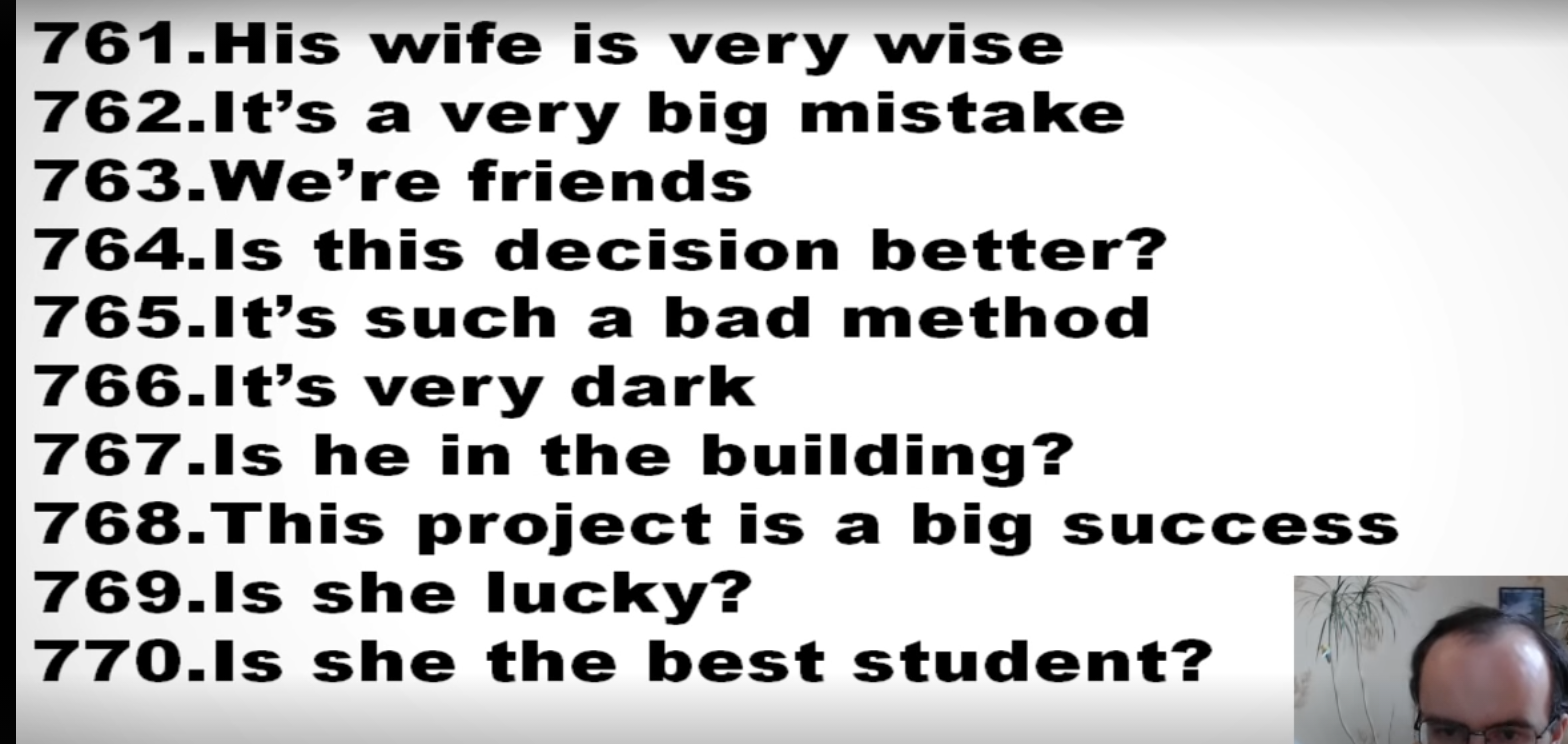 761.His wife is very wise
762.It’s a very big mistake
763.We’re friends
764.Is this decision better?
765.It’s such a bad method
766.It’s very dark
767.Is he in the building?
768.This project is a big success
769.Is she lucky?
770.Is she the best student?